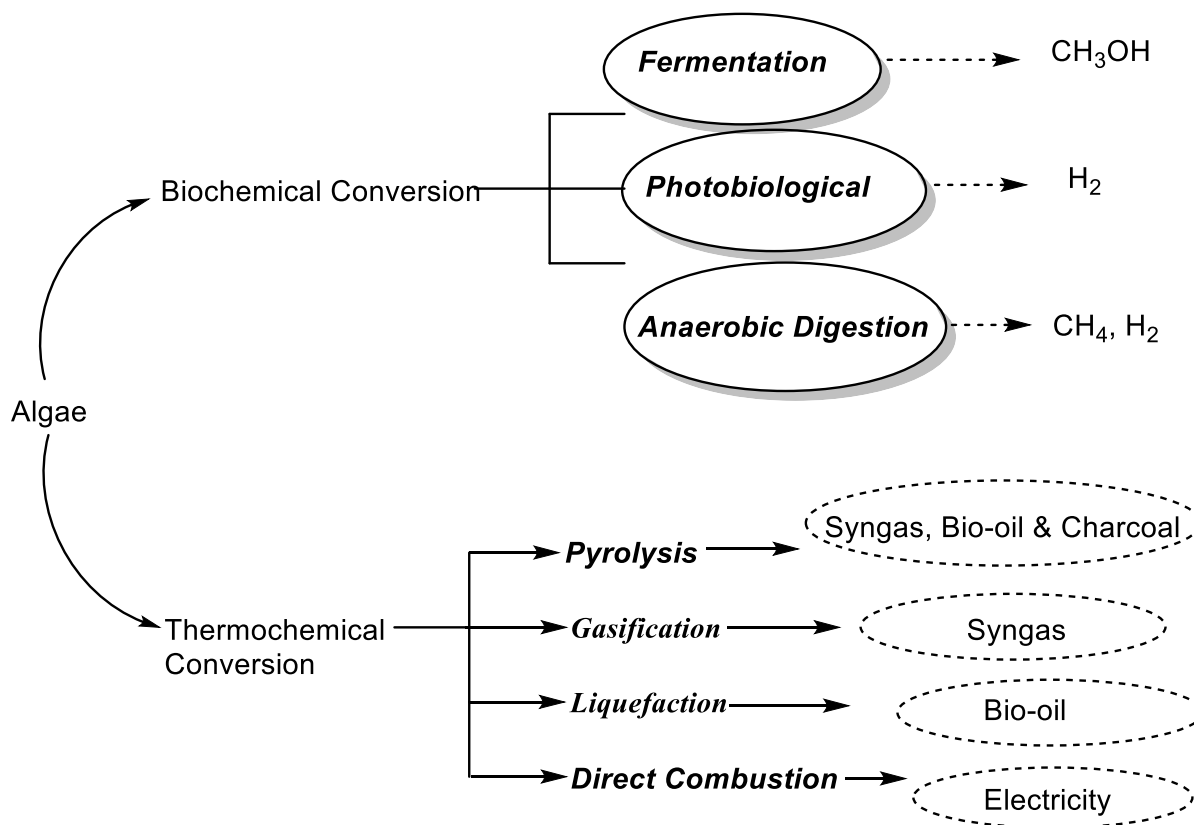 Fermentation
CH₃OH
Biochemical Conversion
Photobiological
H₂
Anaerobic Digestion
CH₄, H₂
Algae
Thermochemical
Conversion
Pyrolysis
Syngas, Bio-oil & Charcoal
Gasification
Syngas
Liquefaction
Bio-oil
Direct Combustion
Electricity